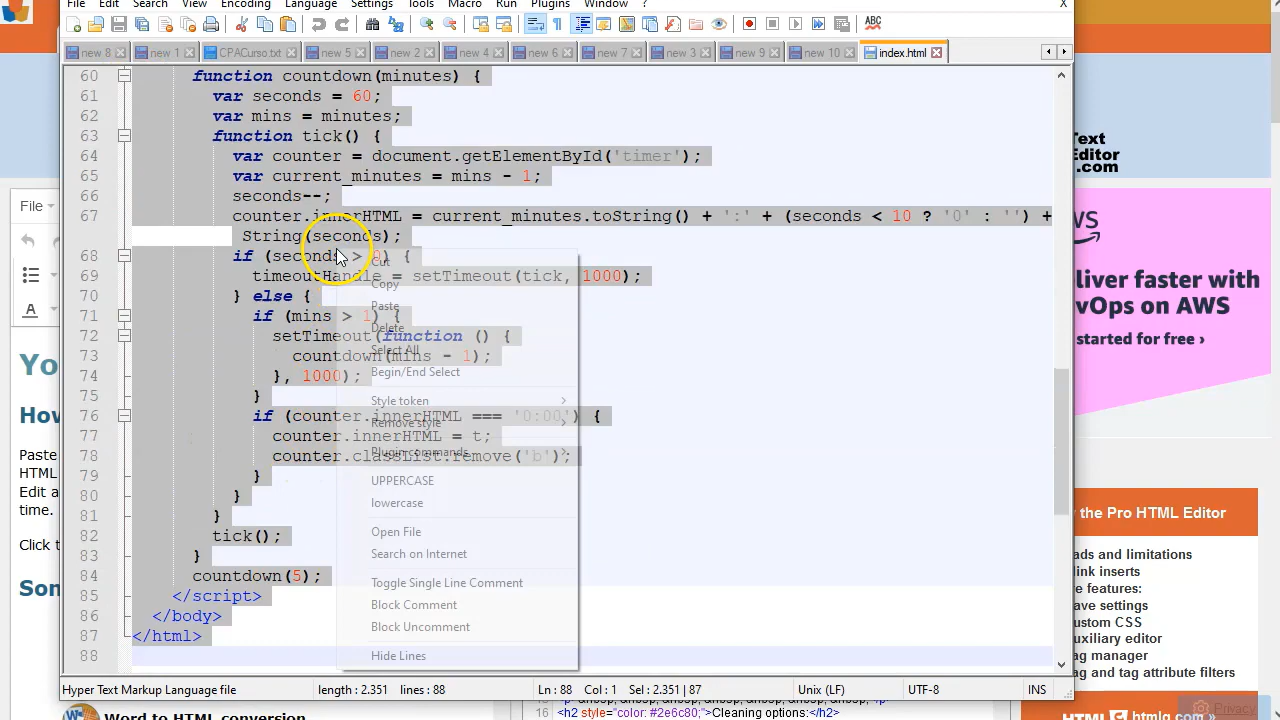 File Edit Search View Encoding Language Settings Tools Macro Run Plugins Window ? X
new 8 new 1 CPACurso.txt new 5 new 2 new 4 new 6 new 7 new 3 new 9 new 10 index.html
60 function countdown(minutes) {
61 var seconds = 60;
62 var mins = minutes;
63 function tick() {
64 var counter = document.getElementById('timer');
65 var current_minutes = mins - 1;
66 seconds--;
67 counter.innerHTML = current_minutes.toString() + ':' + (seconds < 10 ? '0' : '') +
String(seconds);
68 if (seconds > 0) {
69 timeoutHandle = setTimeout(tick, 1000);
70 } else {
71 if (mins > 1) {
72 setTimeout(function () {
73 countdown(mins - 1);
74 }, 1000);
75 }
76 if (counter.innerHTML === '0:00') {
77 counter.innerHTML = t;
78 counter.classList.remove('b');
79 }
80 }
81 }
82 tick();
83 }
84 countdown(5);
85 </script>
86 </body>
87 </html>
88
Cut
Copy
Paste
Delete
Select All
Begin/End Select
Style token
Remove style
Plugin commands
UPPERCASE
lowercase
Open File
Search on Internet
Toggle Single Line Comment
Block Comment
Block Uncomment
Hide Lines
Hyper Text Markup Language file length : 2.351 lines : 88 Ln : 88 Col : 1 Sel : 2.351 | 87 Unix (LF) UTF-8 INS
File
A
Yo
How
Paste
HTML
Edit a
time.
Click t
Som
Word to HTML conversion
16 <h2 style="color: #2e6c80;">Cleaning options</h2>
Text
Editor
.com
WS
liver faster with
vOps on AWS
started for free ›
the Pro HTML Editor
ads and limitations
link inserts
re features:
ave settings
ustom CSS
uxiliary editor
ag manager
ag and tag attribute filters
HTML htmlg.com
Privacy